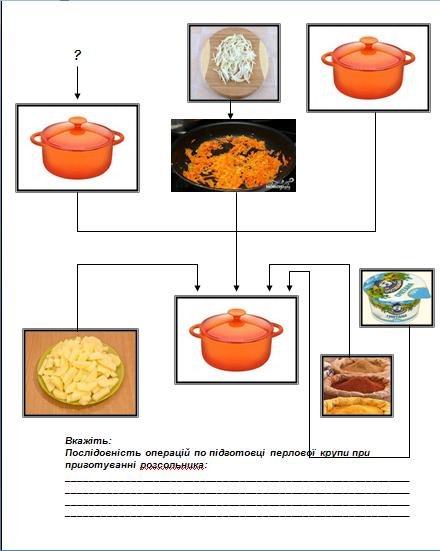 ?
Вкажіть:
Послідовність операцій по підготовці перлової крупи при
приготуванні розсольника: